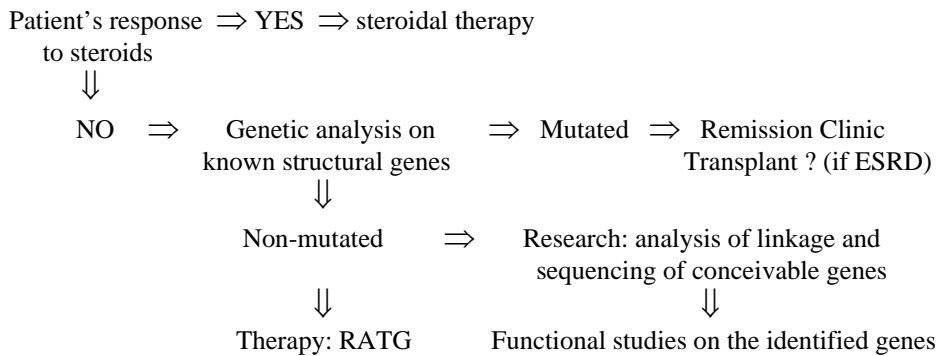 Patient’s response ⇒ YES ⇒ steroidal therapy
to steroids
⇓
NO ⇒ Genetic analysis on ⇒ Mutated ⇒ Remission Clinic
known structural genes Transplant ? (if ESRD)
⇓
Non-mutated ⇒ Research: analysis of linkage and
sequencing of conceivable genes
⇓ ⇓
Therapy: RATG Functional studies on the identified genes